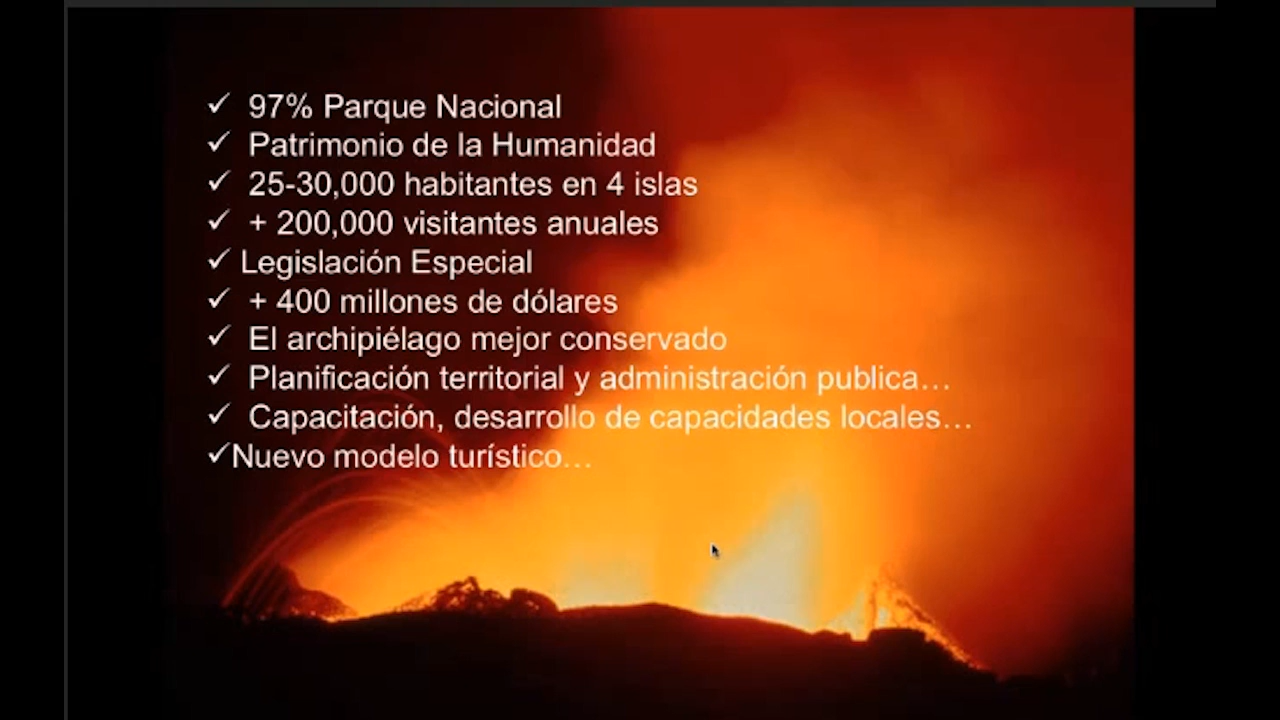 ✓ 97% Parque Nacional
✓ Patrimonio de la Humanidad
✓ 25-30,000 habitantes en 4 islas
✓ + 200,000 visitantes anuales
✓ Legislación Especial
✓ + 400 millones de dólares
✓ El archipiélago mejor conservado
✓ Planificación territorial y administración publica…
✓ Capacitación, desarrollo de capacidades locales…
✓Nuevo modelo turístico…